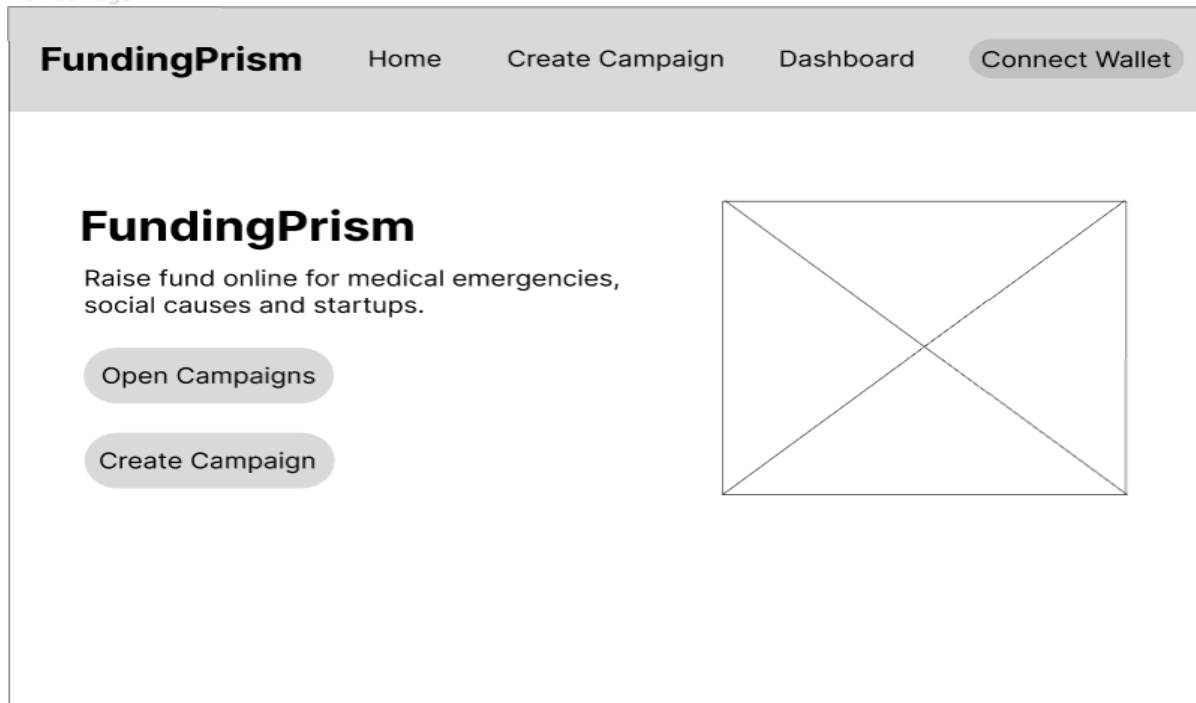 FundingPrism Home Create Campaign Dashboard Connect Wallet
FundingPrism
Raise fund online for medical emergencies,
social causes and startups.
Open Campaigns
Create Campaign